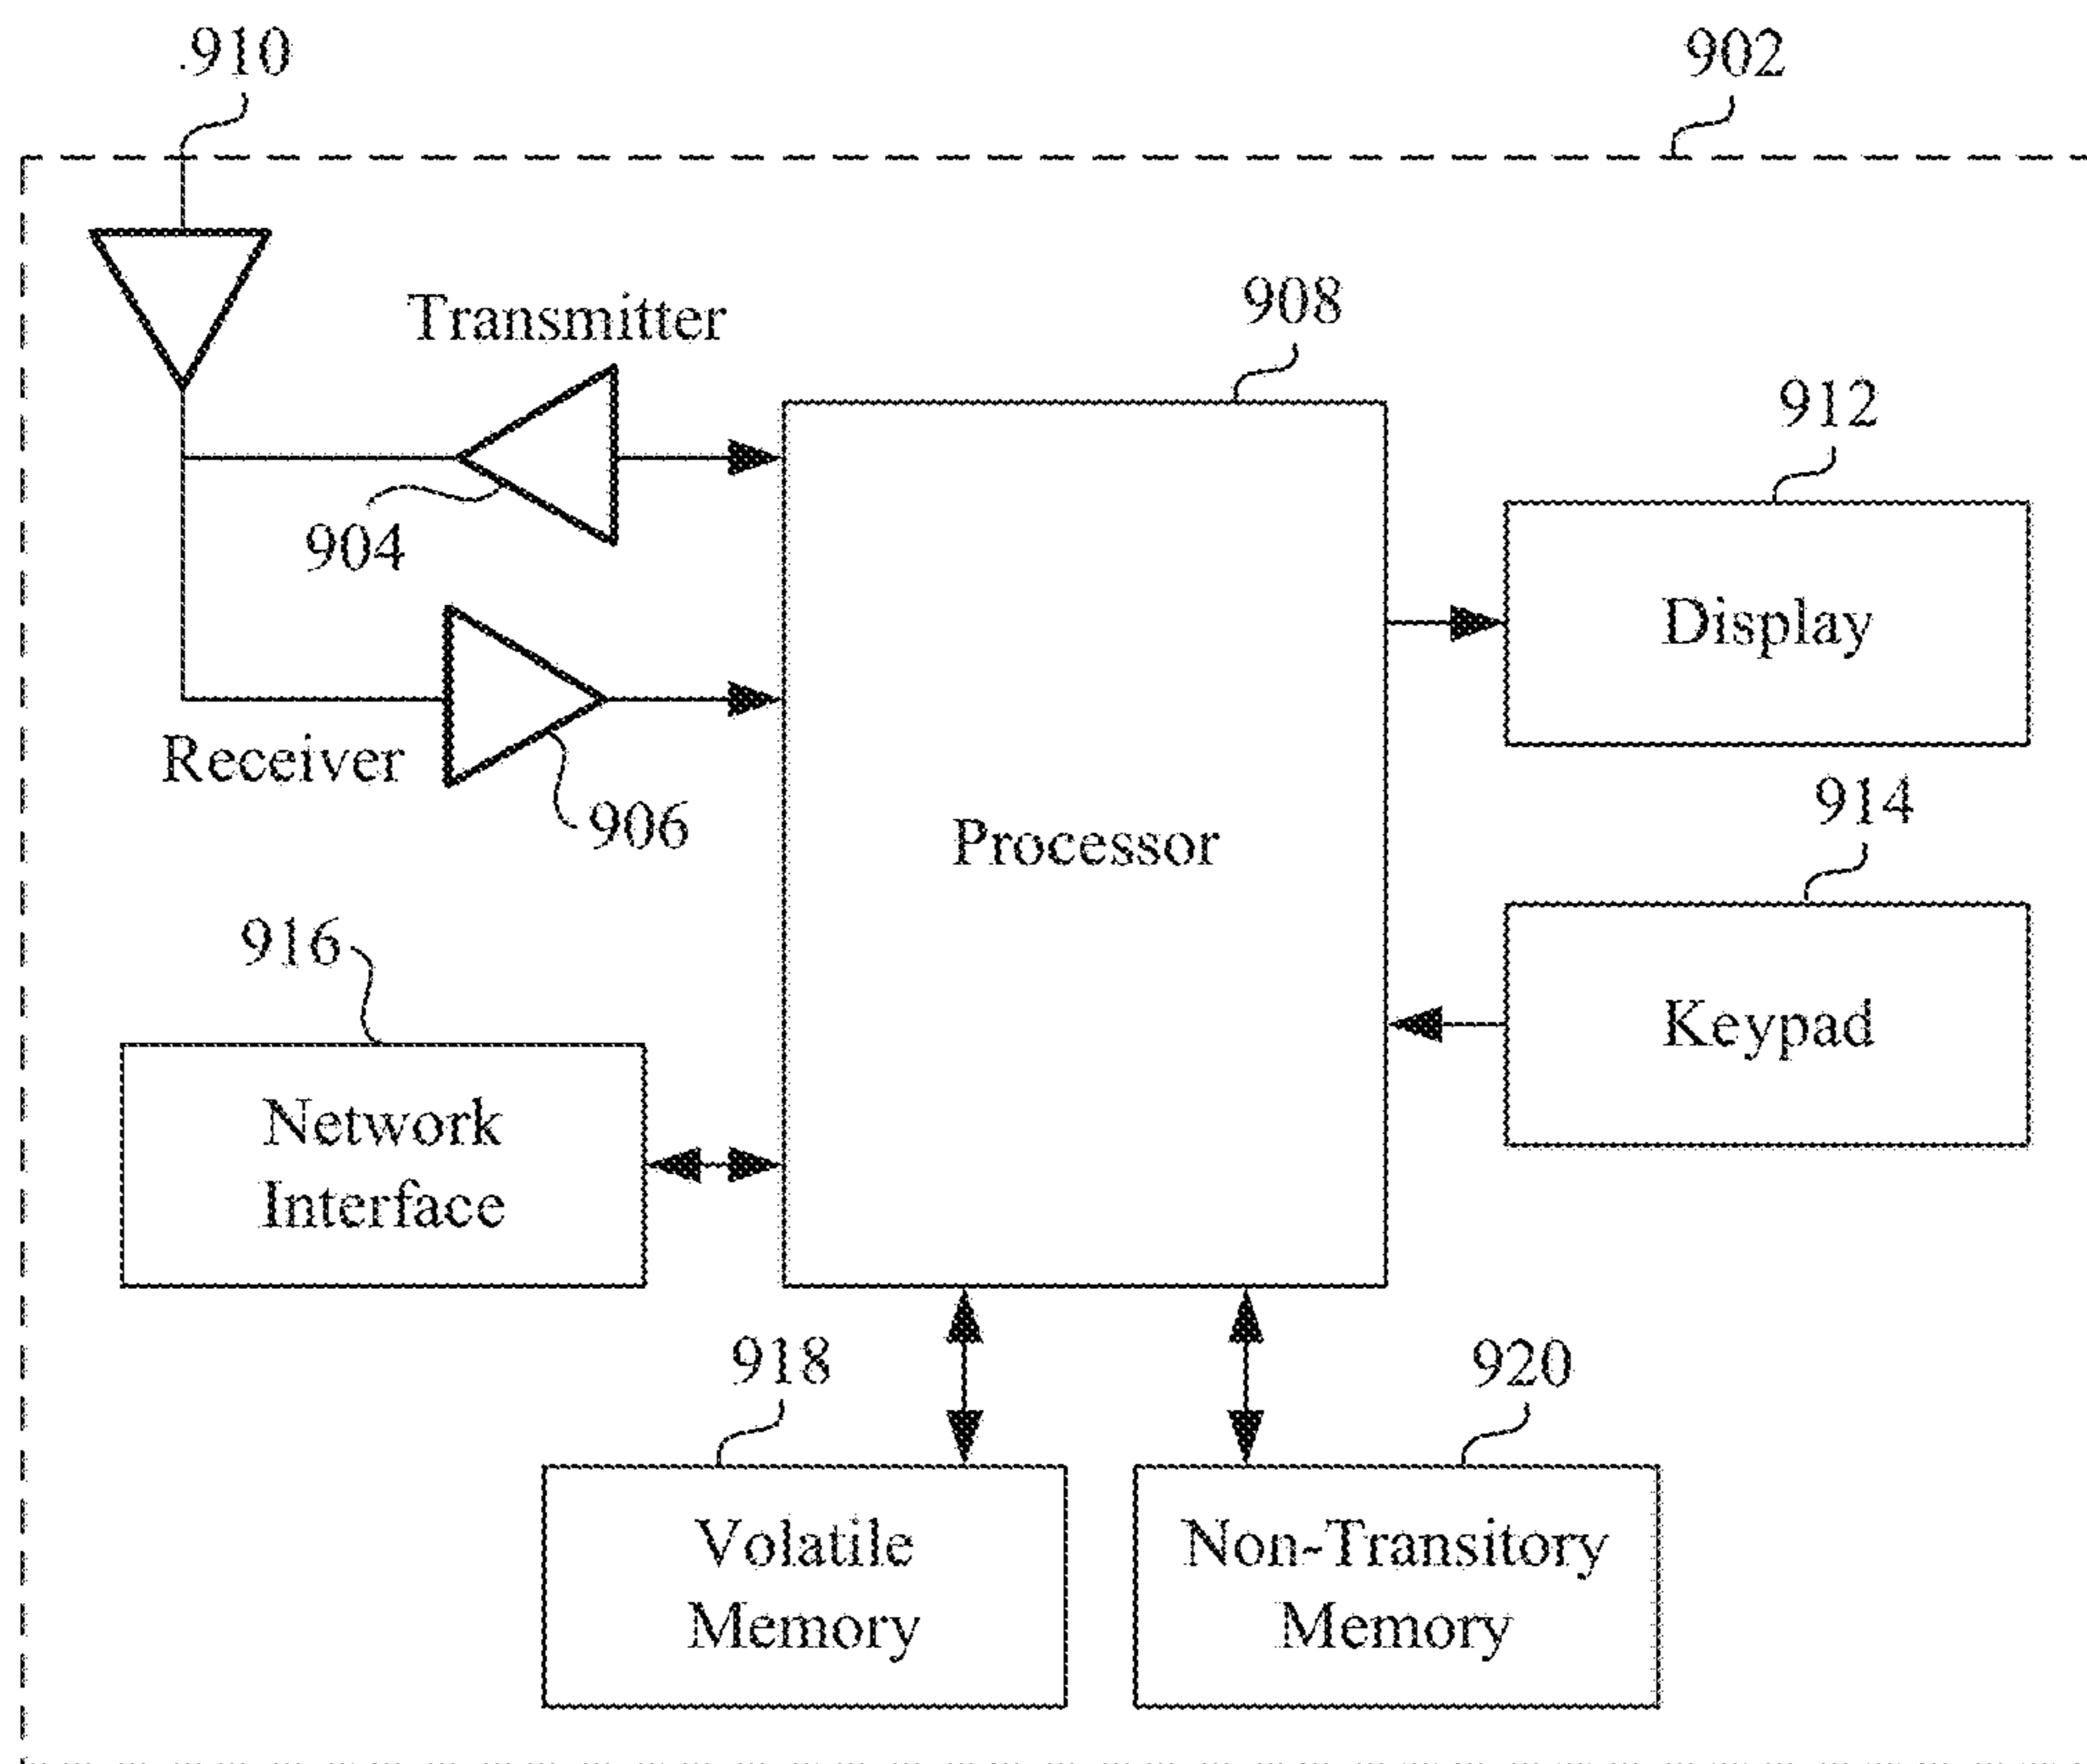 910
902
Transmitter
908
912
904
Display
Receiver
906
914
Processor
916
Keypad
Network
Interface
918
920
Volatile
Memory
Non-Transitory
Memory